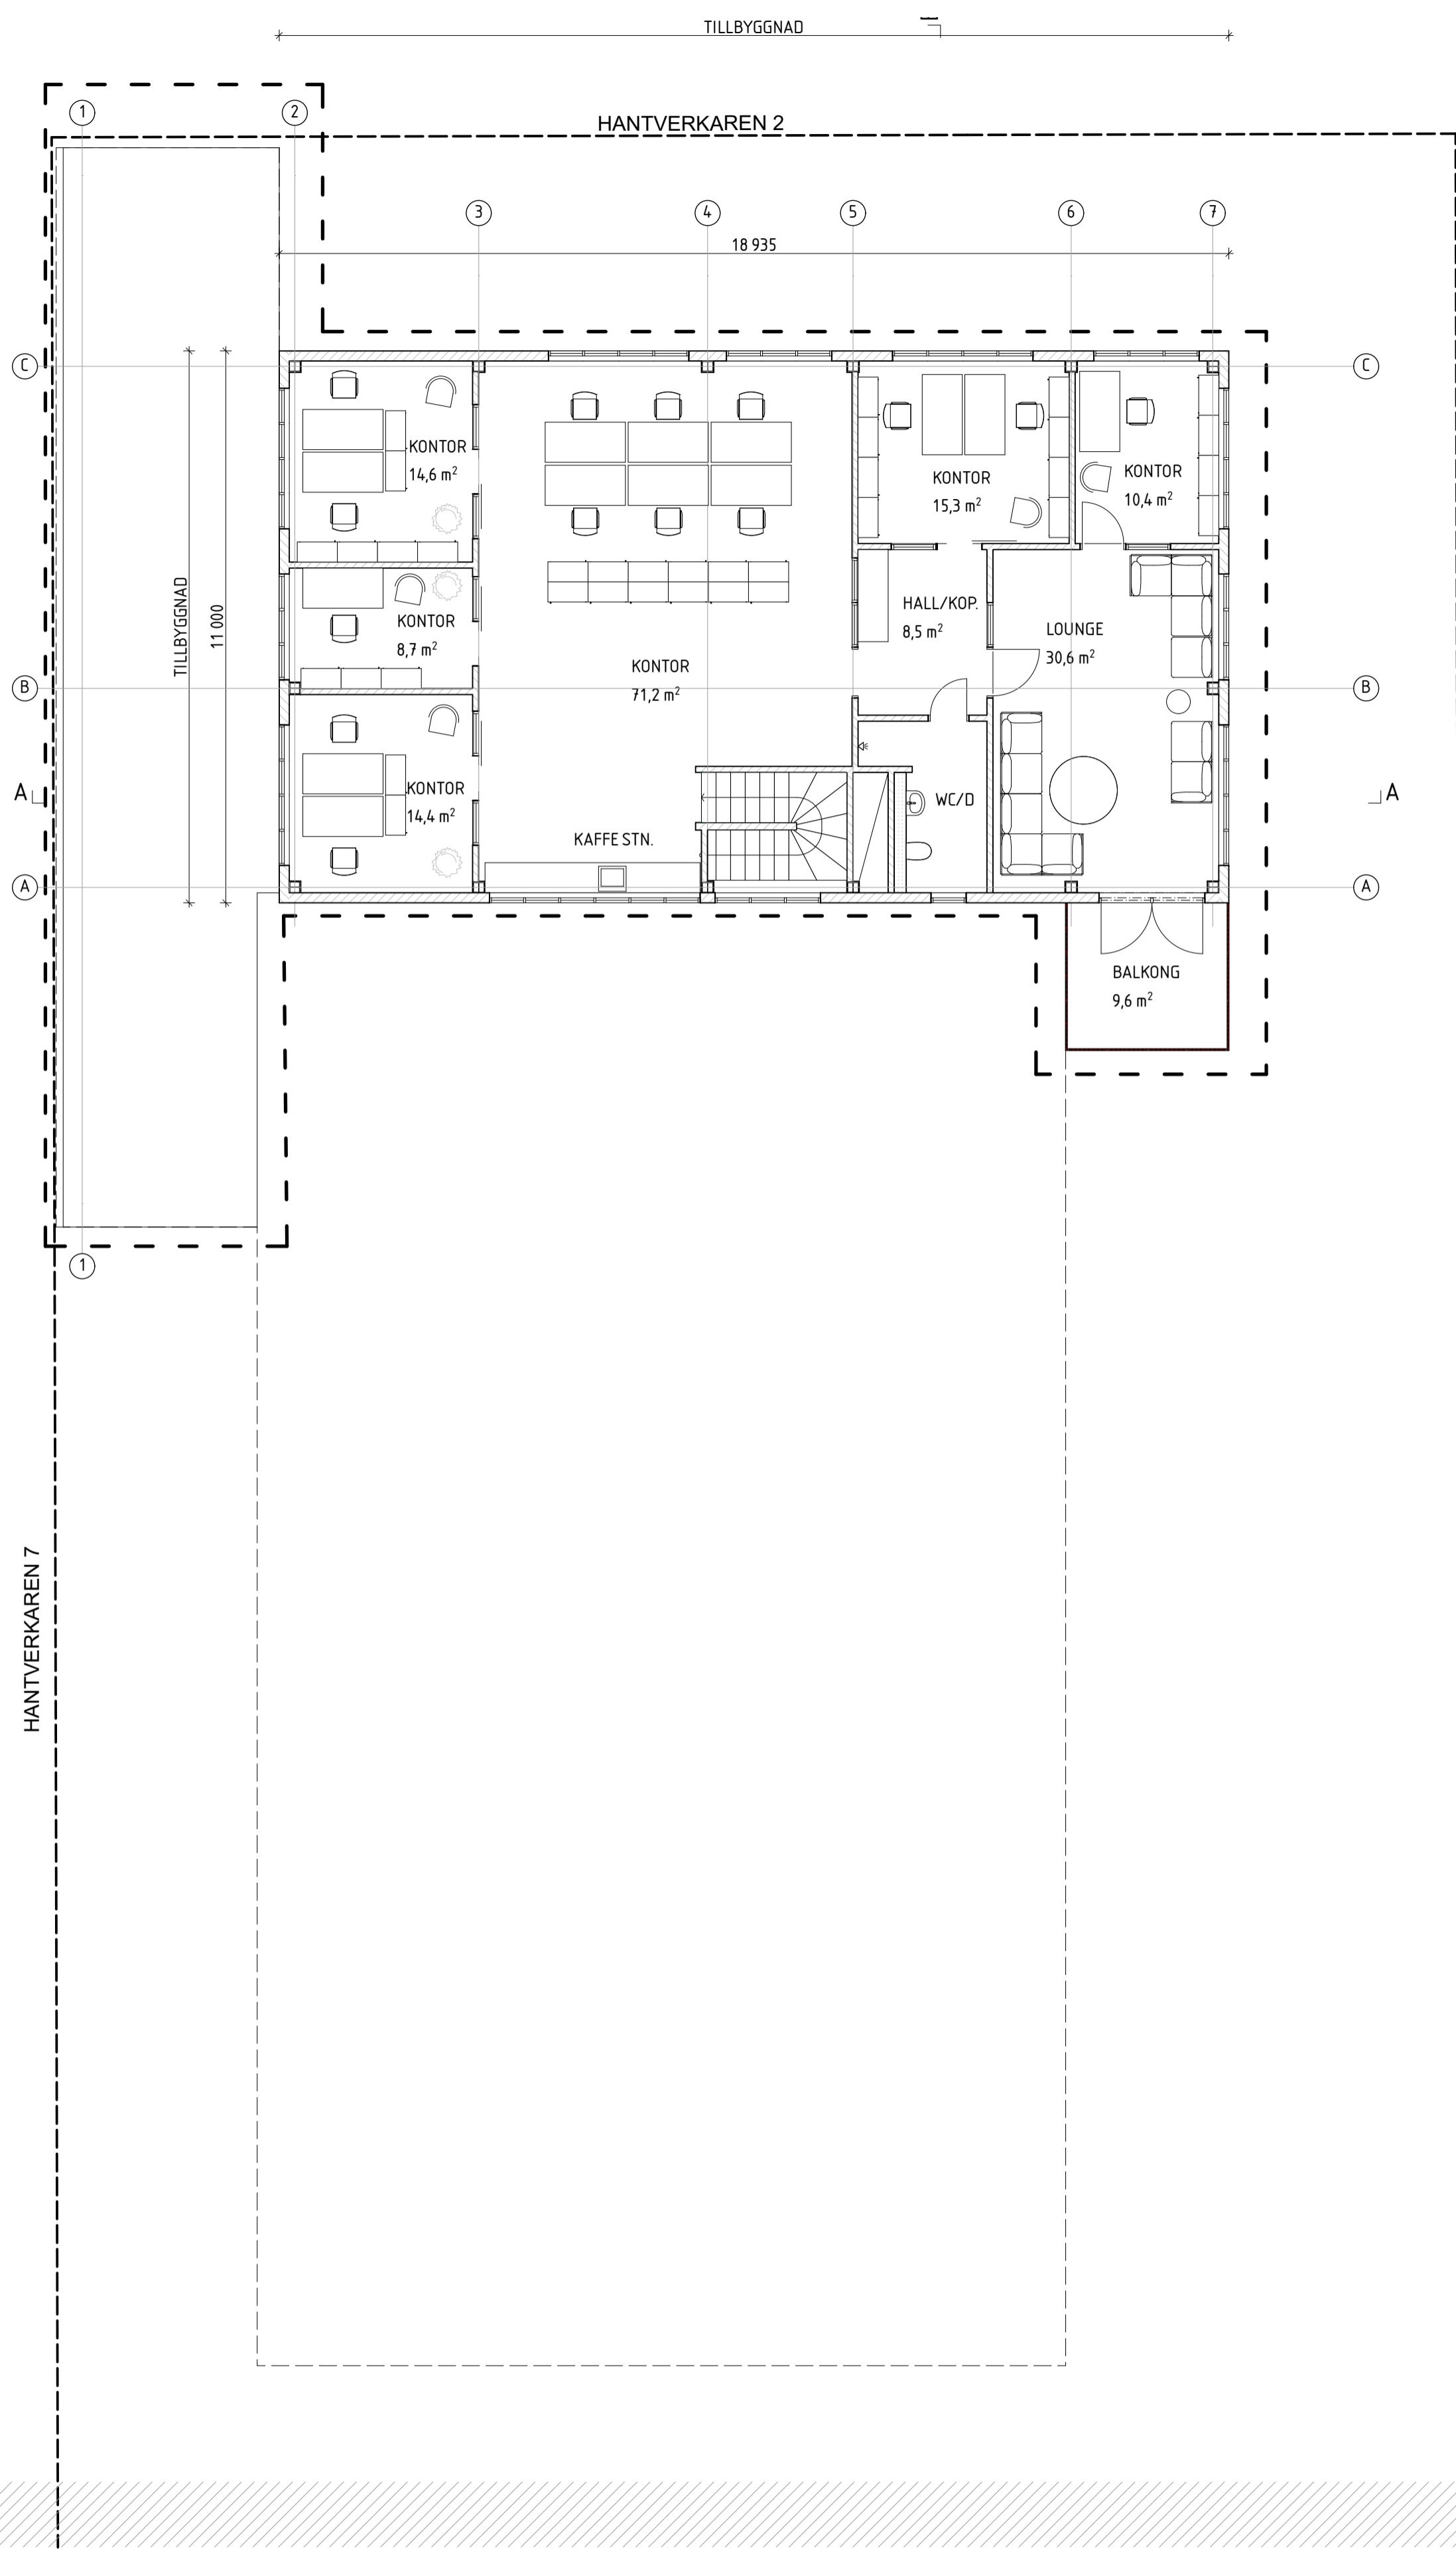 TILLBYGGNAD
1
2
HANTVERKAREN 2
3
4
5
6
7
18 935
C
C
KONTOR
14,6 m²
KONTOR
15,3 m²
KONTOR
10,4 m²
TILLBYGGNAD
11 000
KONTOR
8,7 m²
HALL/KOP.
8,5 m²
LOUNGE
30,6 m²
KONTOR
71,2 m²
B
B
A
KONTOR
14,4 m²
WC/D
A
KAFFE STN.
A
A
BALKONG
9,6 m²
1
HANTVERKAREN 7